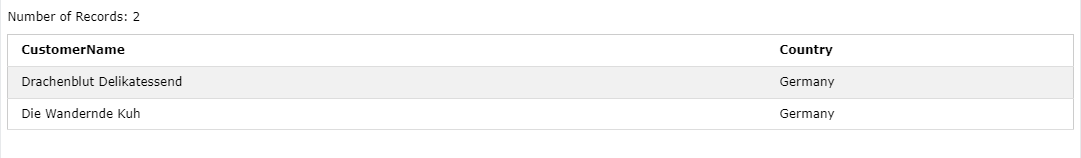 Number of Records: 2
CustomerName Country
Drachenblut Delikatessend Germany
Die Wandernde Kuh Germany